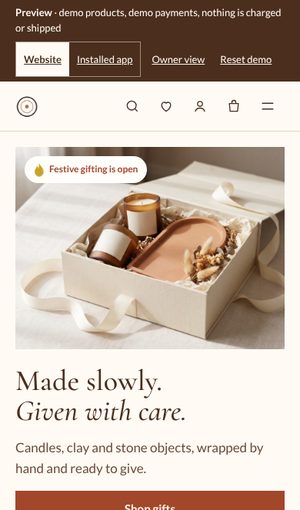 Preview · demo products, demo payments, nothing is charged
or shipped
Website
Installed app
Owner view
Reset demo
Festive gifting is open
Made slowly.
Given with care.
Candles, clay and stone objects, wrapped by
hand and ready to give.
Shop gifts